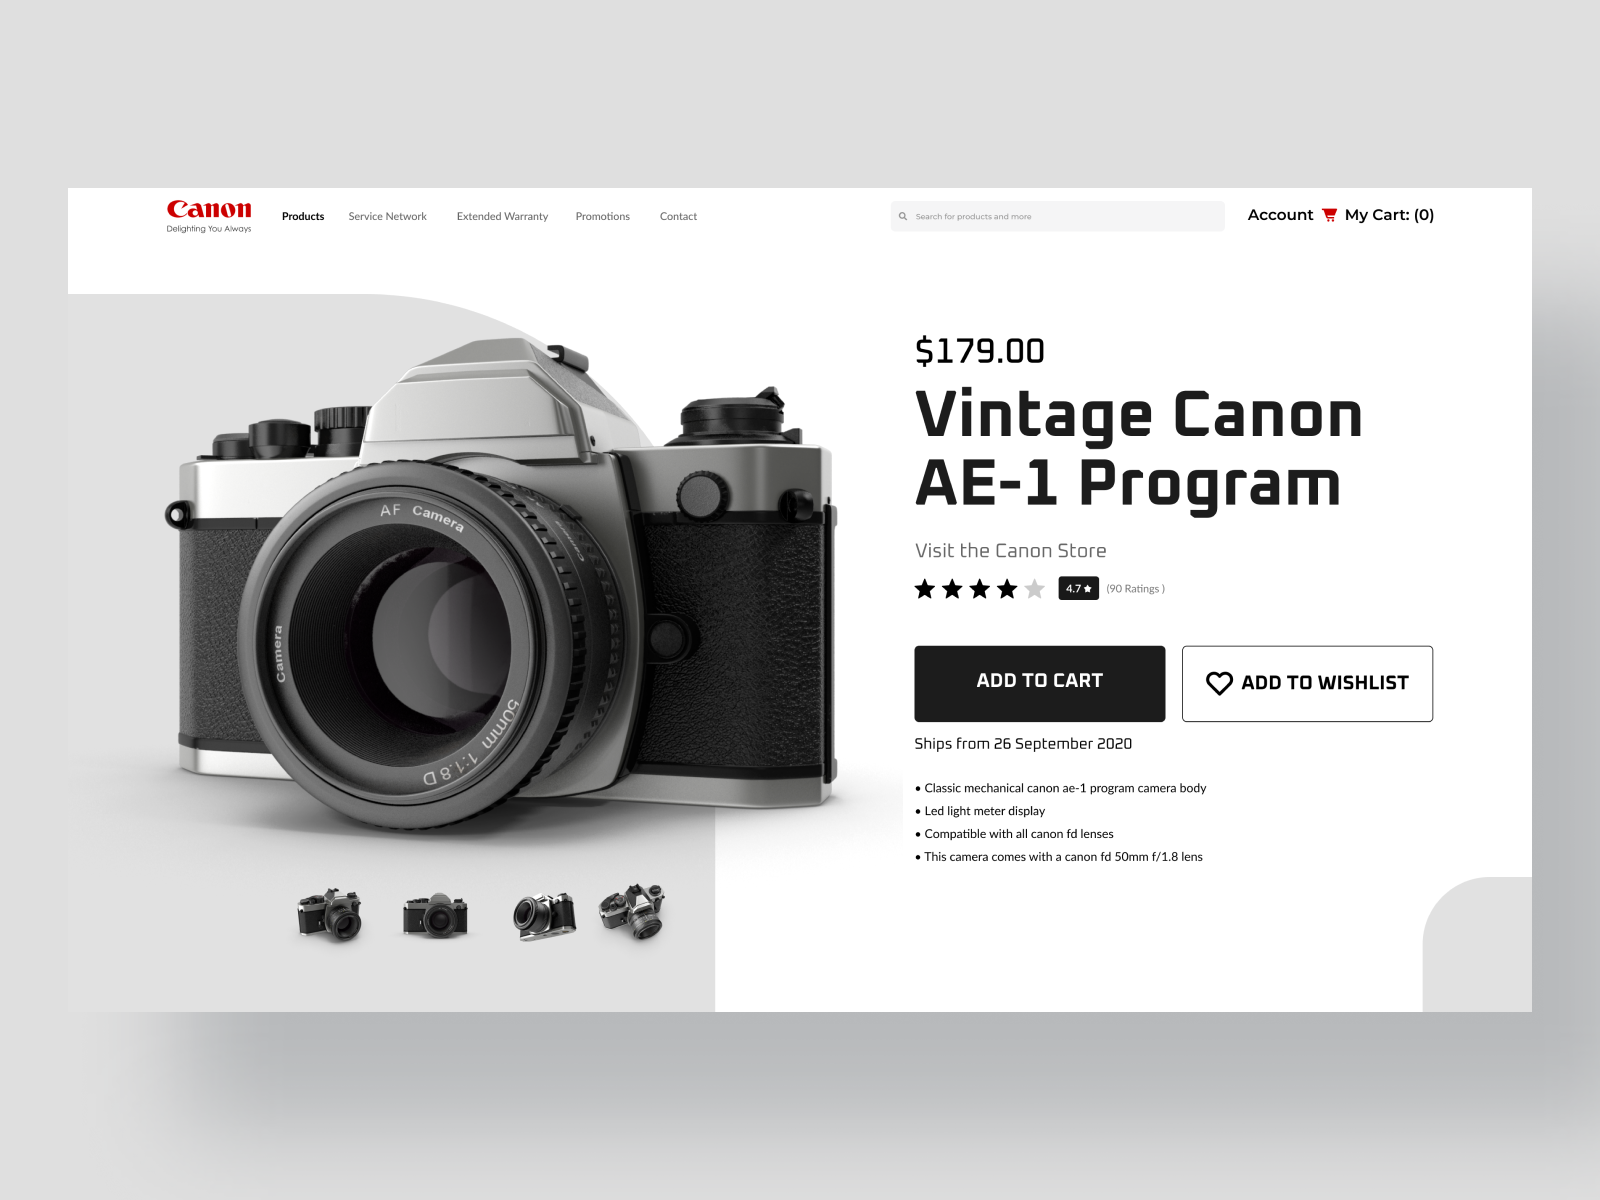 Canon
Delighting You Always
Products Service Network Extended Warranty Promotions Contact
Search for products and more
Account My Cart: (0)
$179.00
Vintage Canon
AE-1 Program
Visit the Canon Store
4.7 ★ (90 Ratings )
ADD TO CART
ADD TO WISHLIST
Ships from 26 September 2020
• Classic mechanical canon ae-1 program camera body
• Led light meter display
• Compatible with all canon fd lenses
• This camera comes with a canon fd 50mm f/1.8 lens
AF Camera
Camera
50mm 1:1.8 D